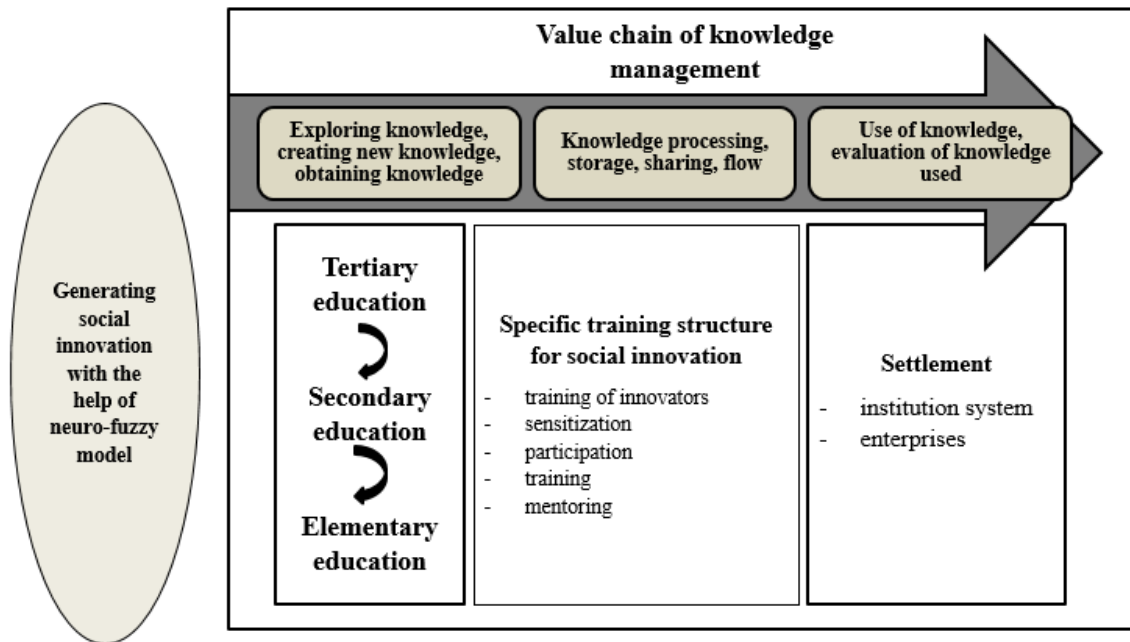 Value chain of knowledge
management
Exploring knowledge,
creating new knowledge,
obtaining knowledge
Knowledge processing,
storage, sharing, flow
Use of knowledge,
evaluation of knowledge
used
Generating
social
innovation
with the
help of
neuro-fuzzy
model
Tertiary
education
Secondary
education
Elementary
education
Specific training structure
for social innovation
- training of innovators
- sensitization
- participation
- training
- mentoring
Settlement
- institution system
- enterprises